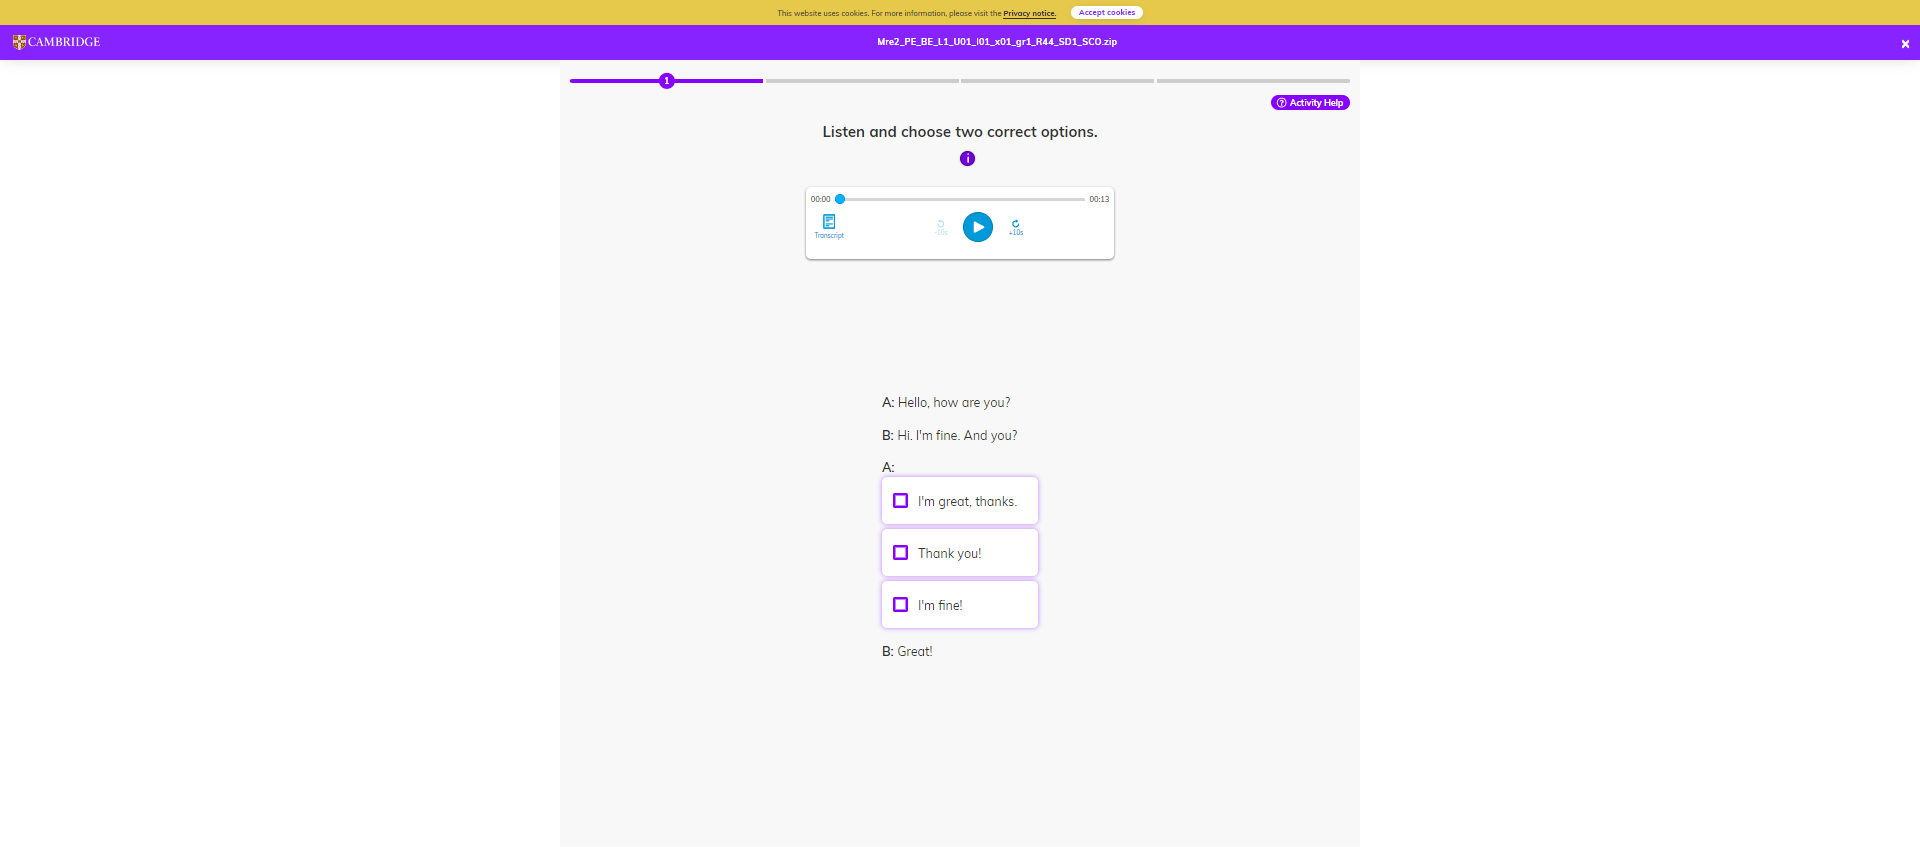 This website uses cookies. For more information, please visit the Privacy notice. Accept cookies
CAMBRIDGE
Mre2_PE_BE_L1_U01_I01_x01_gr1_R44_SD1_SCO.zip
1
Activity Help
Listen and choose two correct options.
00:00
00:13
Transcript
-10s
+10s
A: Hello, how are you?
B: Hi. I'm fine. And you?
A:
I'm great, thanks.
Thank you!
I'm fine!
B: Great!